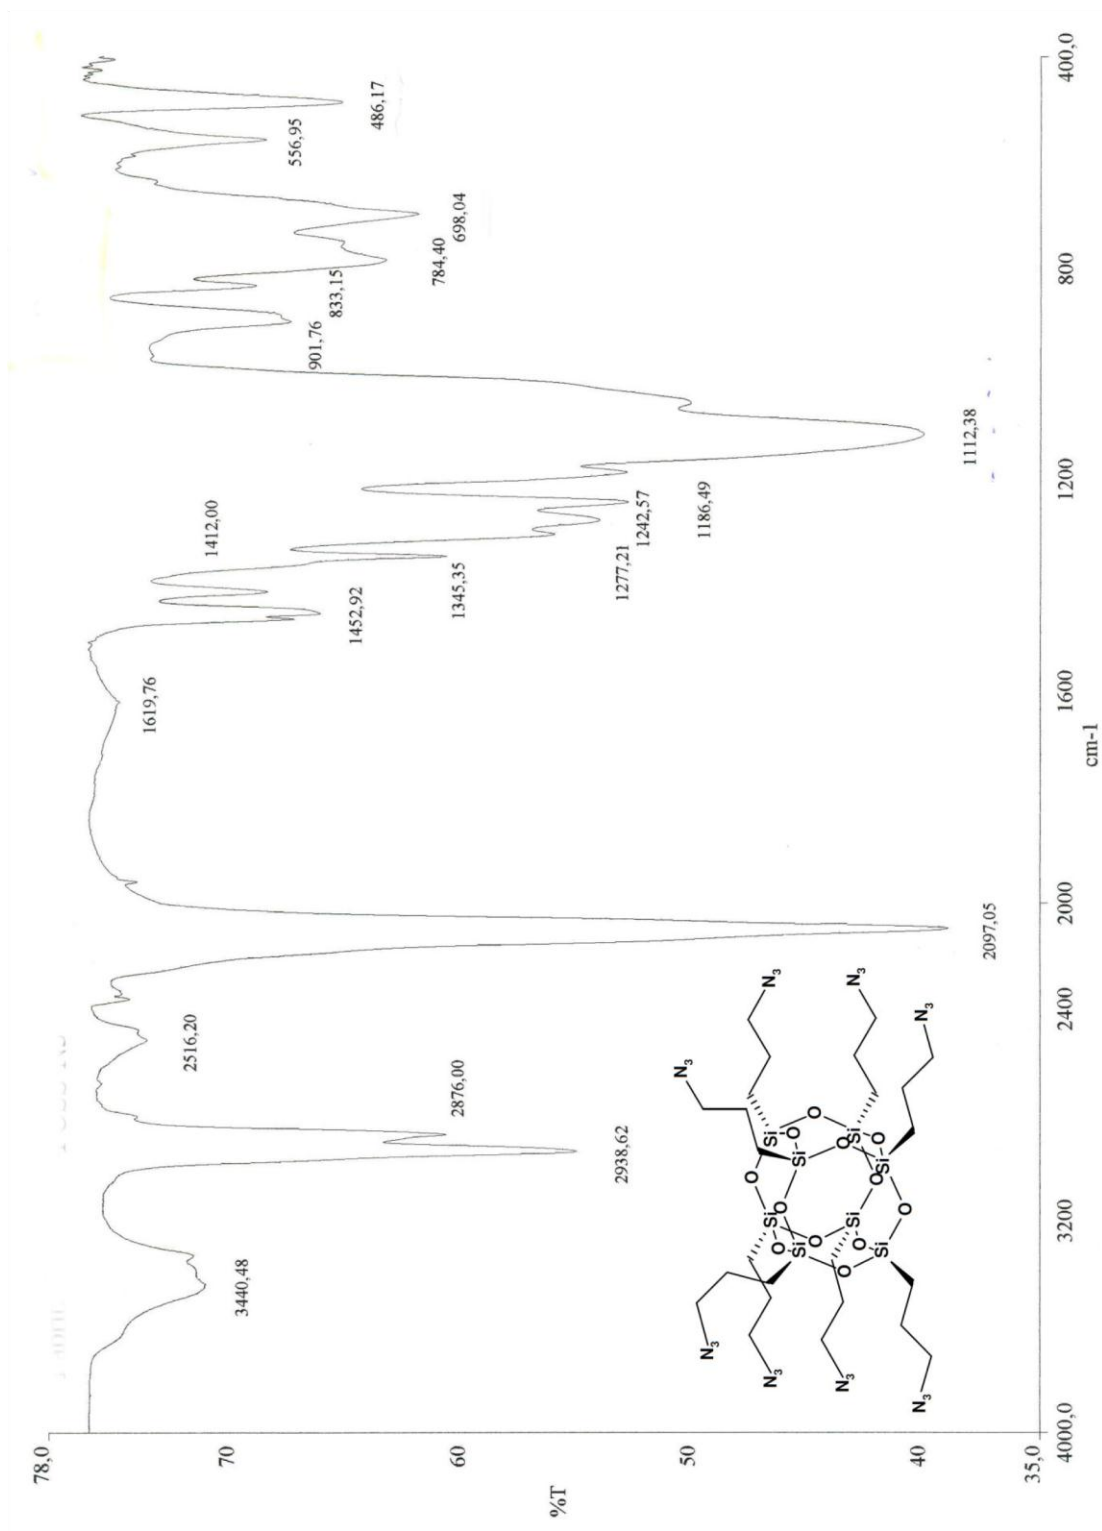 78,0
70
60
50
40
35,0
%T
4000,0
3200
2400
2000
1600
1200
800
400,0
cm-1
3440,48
2938,62
2876,00
2516,20
2097,05
1619,76
1452,92
1412,00
1345,35
1277,21
1242,57
1186,49
1112,38
901,76
833,15
784,40
698,04
556,95
486,17
N3
N3
N3
N3
N3
N3
N3
N3
Si
Si
Si
Si
Si
Si
Si
Si
O
O
O
O
O
O
O
O
O
O
O
O